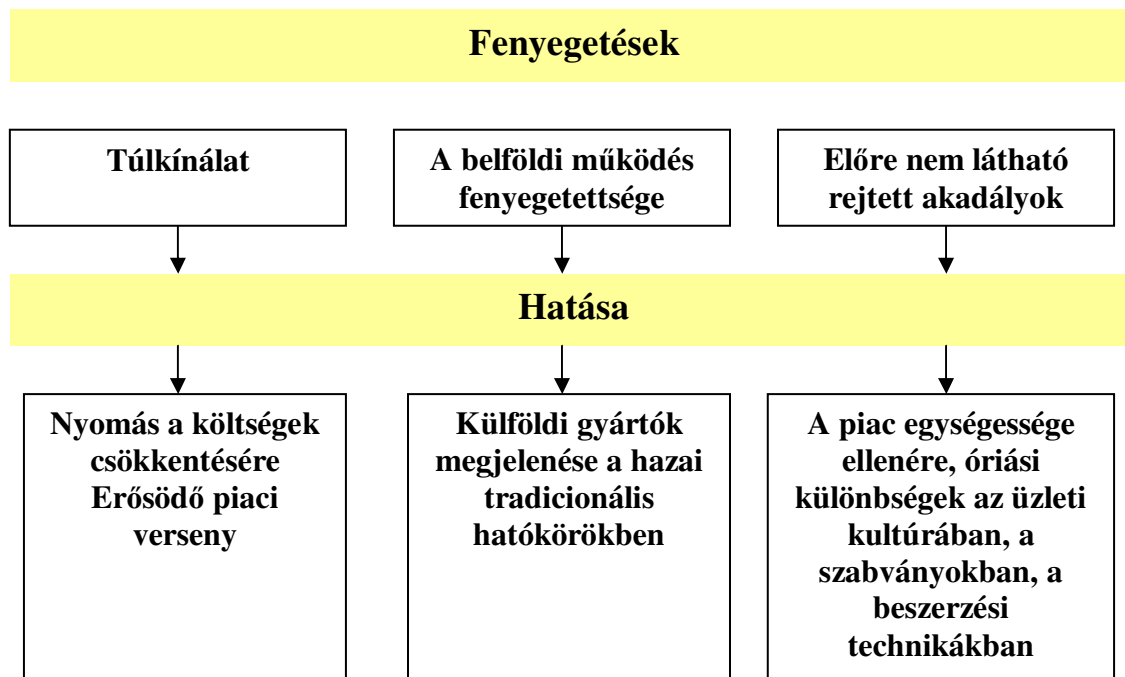 Fenyegetések
Túlkínálat
A belföldi működés
fenyegetettsége
Előre nem látható
rejtett akadályok
Hatása
Nyomás a költségek
csökkentésére
Erősödő piaci
verseny
Külföldi gyártók
megjelenése a hazai
tradicionális
hatókörökben
A piac egységessége
ellenére, óriási
különbségek az üzleti
kultúrában, a
szabványokban, a
beszerzési
technikákban